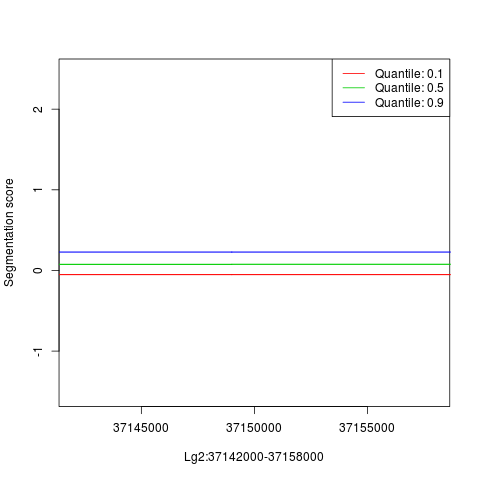 Quantile: 0.1
Quantile: 0.5
Quantile: 0.9
2
1
0
-1
Segmentation score
37145000 37150000 37155000
Lg2:37142000-37158000